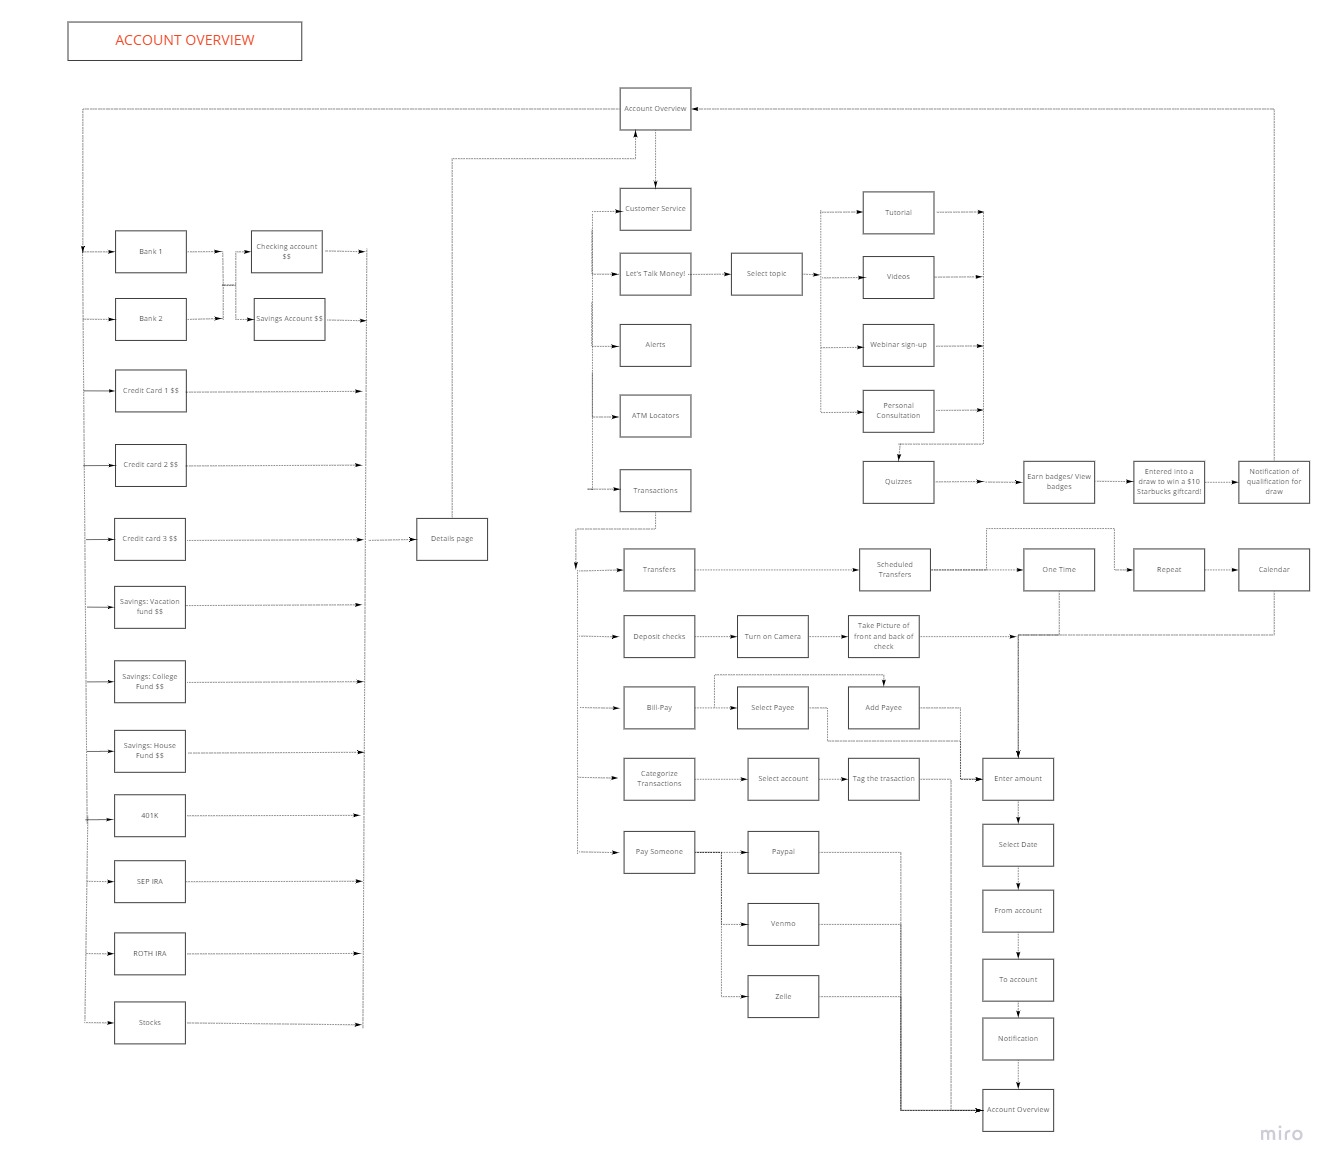 ACCOUNT OVERVIEW
Account Overview
Customer Service
Let's Talk Money!
Select topic
Alerts
ATM Locators
Transactions
Tutorial
Videos
Webinar sign-up
Personal
Consultation
Quizzes
Earn badges/ View
badges
Entered into a
draw to win a $10
Starbucks giftcard!
Notification of
qualification for
draw
Bank 1
Checking account
$$
Bank 2
Savings Account $$
Credit Card 1 $$
Credit card 2 $$
Credit card 3 $$
Details page
Savings: Vacation
fund $$
Savings: College
Fund $$
Savings: House
Fund $$
401K
SEP IRA
ROTH IRA
Stocks
Transfers
Scheduled
Transfers
One Time
Repeat
Calendar
Deposit checks
Turn on Camera
Take Picture of
front and back of
check
Bill-Pay
Select Payee
Add Payee
Categorize
Transactions
Select account
Tag the trasaction
Enter amount
Pay Someone
Paypal
Venmo
Zelle
Select Date
From account
To account
Notification
Account Overview
miro